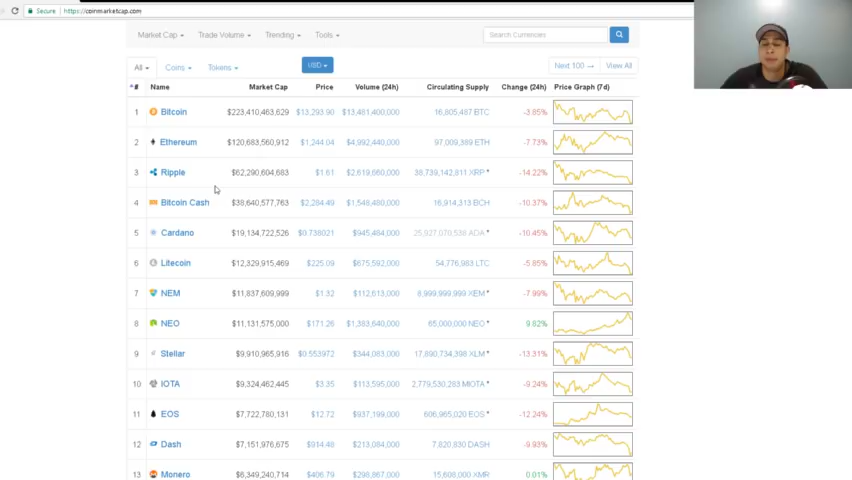 Secure https://coinmarketcap.com
Market Cap Trade Volume Trending Tools Search Currencies
All Coins Tokens USD Next 100 → View All
# Name Market Cap Price Volume (24h) Circulating Supply Change (24h) Price Graph (7d)
1 Bitcoin $223,410,463,629 $13,293.90 $13,461,400,000 16,805,487 BTC -3.85%
2 Ethereum $120,683,560,912 $1,244.04 $4,992,440,000 97,009,389 ETH -7.73%
3 Ripple $62,290,604,683 $1.61 $2,619,660,000 38,739,142,811 XRP * -14.22%
4 Bitcoin Cash $38,640,577,763 $2,284.49 $1,548,480,000 16,914,313 BCH -10.37%
5 Cardano $19,134,722,526 $0.738021 $945,484,000 25,927,070,538 ADA * -10.45%
6 Litecoin $12,329,915,469 $225.09 $675,592,000 54,776,983 LTC -5.85%
7 NEM $11,837,609,999 $1.32 $112,613,000 8,999,999,999 XEM * -7.99%
8 NEO $11,131,575,000 $171.26 $1,383,640,000 65,000,000 NEO * 9.82%
9 Stellar $9,910,965,916 $0.553972 $344,083,000 17,890,734,398 XLM * -13.31%
10 IOTA $9,324,462,445 $3.35 $113,595,000 2,779,530,283 MIOTA * -9.24%
11 EOS $7,722,780,131 $12.72 $937,199,000 606,965,020 EOS * -12.24%
12 Dash $7,151,976,675 $914.48 $213,084,000 7,820,830 DASH -9.93%
13 Monero $6,349,240,714 $406.79 $298,867,000 15,608,000 XMR 0.01%